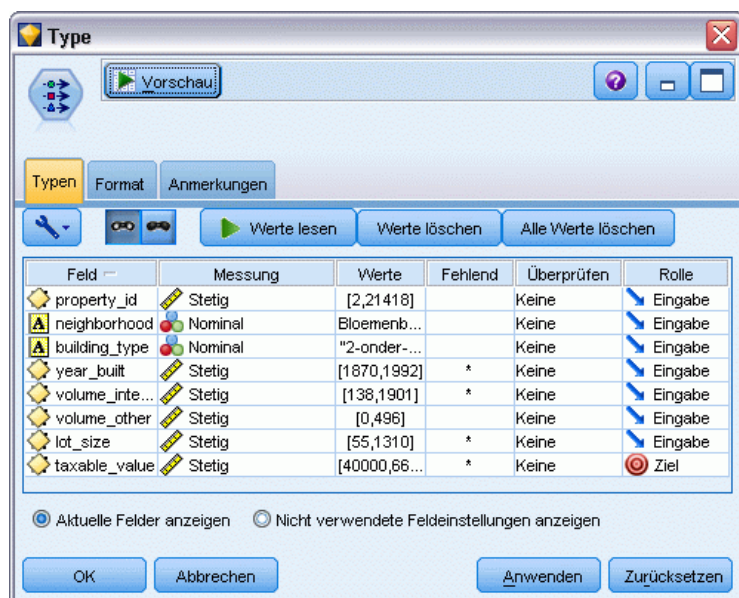 Type
Vorschau
Typen Format Anmerkungen
Werte lesen Werte löschen Alle Werte löschen
Feld Messung Werte Fehlend Überprüfen Rolle
property_id Stetig [2,21418] Keine Eingabe
A neighborhood Nominal Bloemenb... Keine Eingabe
A building_type Nominal "2-onder-... Keine Eingabe
year_built Stetig [1870,1992] * Keine Eingabe
volume_inte... Stetig [138,1901] * Keine Eingabe
volume_other Stetig [0,496] Keine Eingabe
lot_size Stetig [55,1310] * Keine Eingabe
taxable_value Stetig [40000,66... * Keine Ziel
Aktuelle Felder anzeigen Nicht verwendete Feldeinstellungen anzeigen
OK Abbrechen Anwenden Zurücksetzen